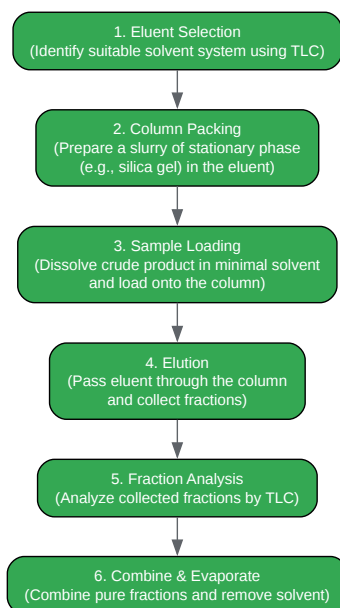 1. Eluent Selection
(Identify suitable solvent system using TLC)
2. Column Packing
(Prepare a slurry of stationary phase
(e.g., silica gel) in the eluent)
3. Sample Loading
(Dissolve crude product in minimal solvent
and load onto the column)
4. Elution
(Pass eluent through the column
and collect fractions)
5. Fraction Analysis
(Analyze collected fractions by TLC)
6. Combine & Evaporate
(Combine pure fractions and remove solvent)